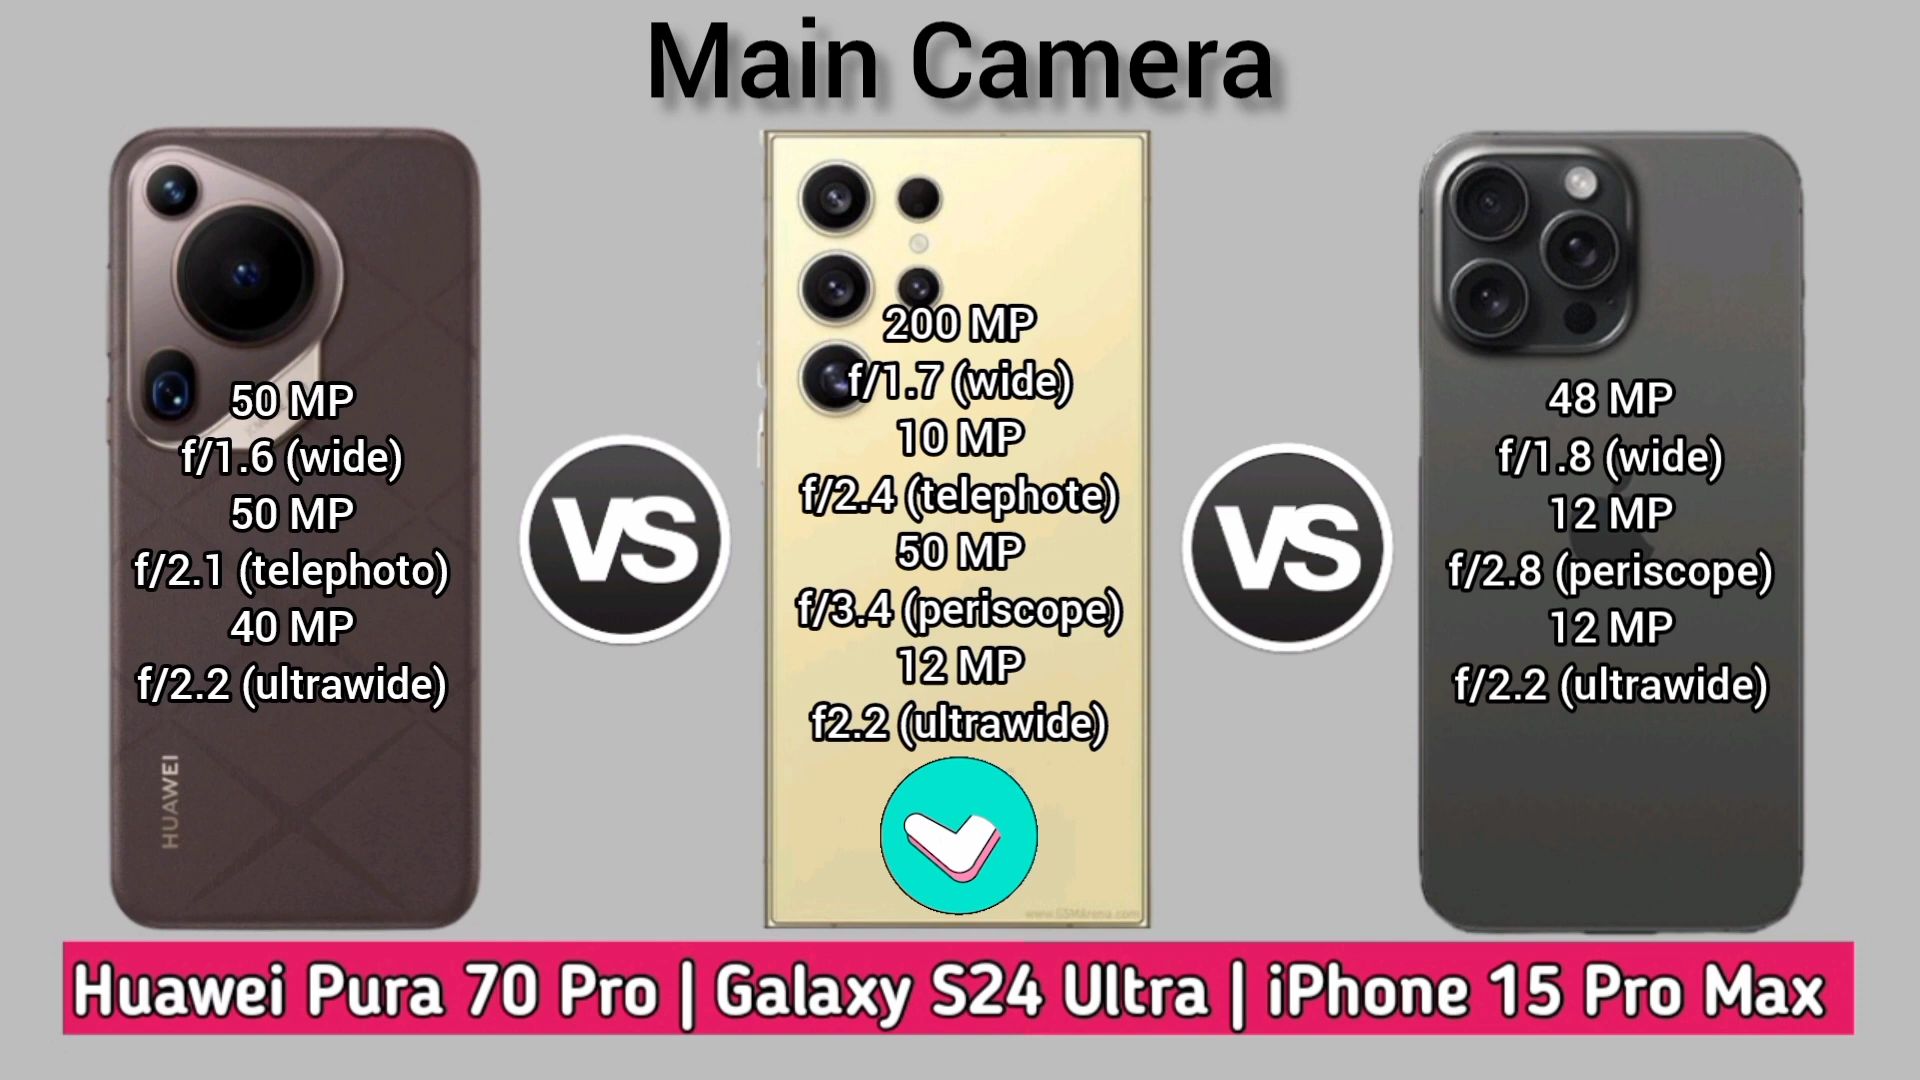 Main Camera
50 MP
f/1.6 (wide)
50 MP
f/2.1 (telephoto)
40 MP
f/2.2 (ultrawide)
HUAWEI
VS
200 MP
f/1.7 (wide)
10 MP
f/2.4 (telephote)
50 MP
f/3.4 (periscope)
12 MP
f2.2 (ultrawide)
www.GSMArena.com
VS
48 MP
f/1.8 (wide)
12 MP
f/2.8 (periscope)
12 MP
f/2.2 (ultrawide)
Huawei Pura 70 Pro | Galaxy S24 Ultra | iPhone 15 Pro Max